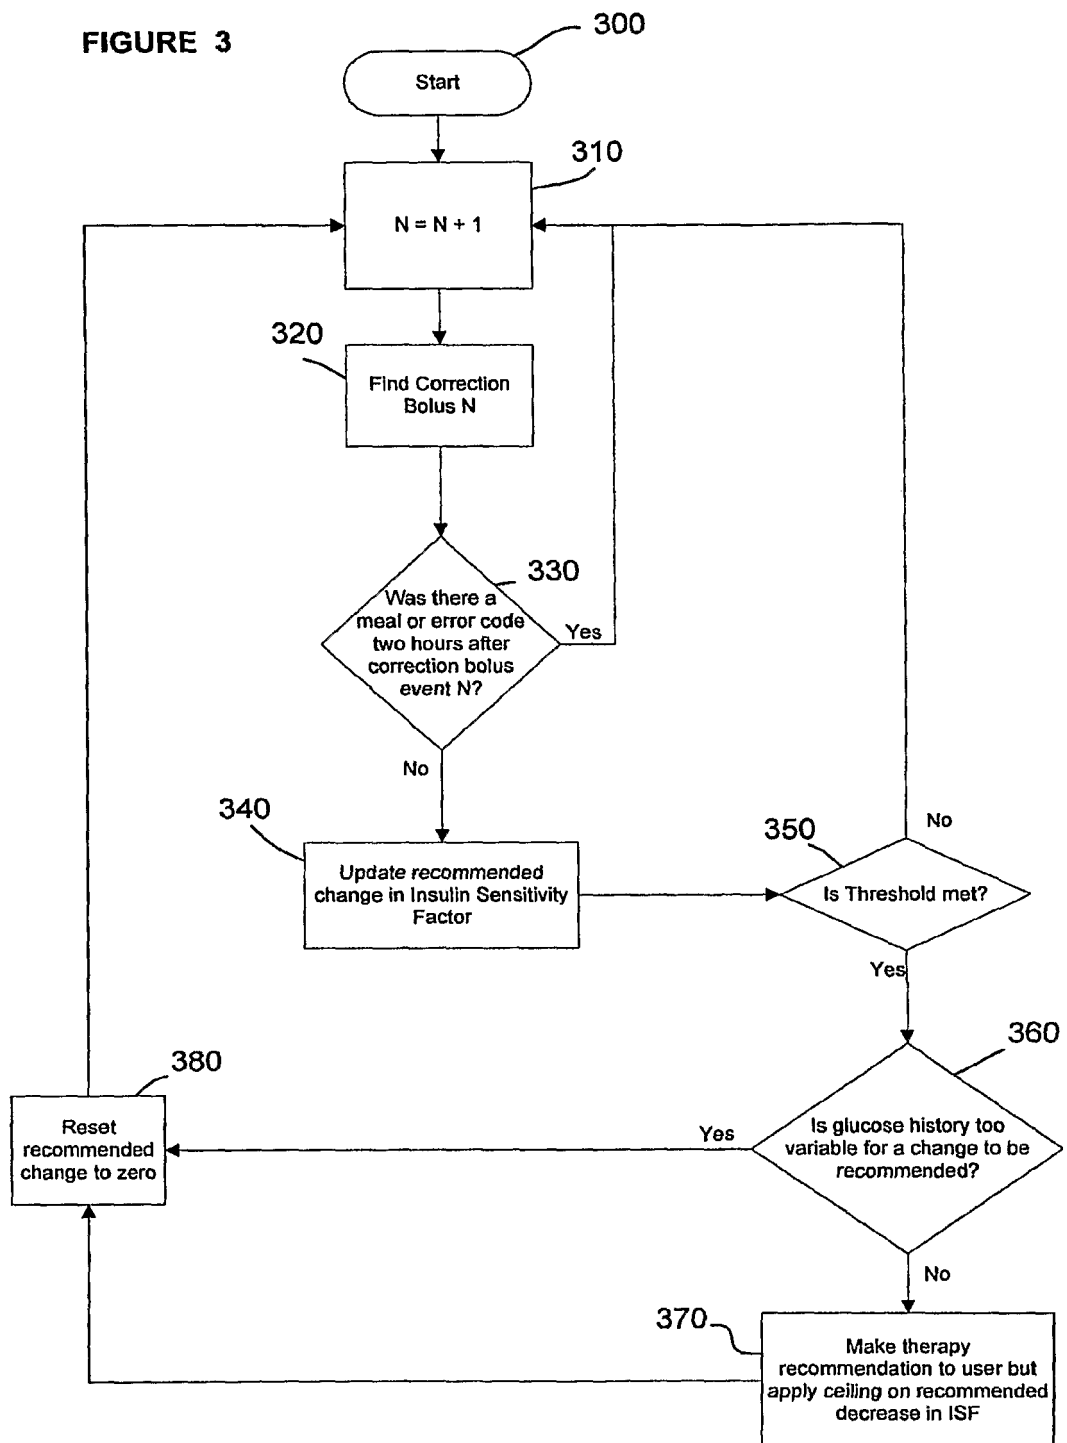 FIGURE 3
300
Start
310
N = N + 1
320
Find Correction
Bolus N
330
Was there a
meal or error code
two hours after
correction bolus
event N?
Yes
No
340
Update recommended
change in Insulin Sensitivity
Factor
350
No
Is Threshold met?
Yes
360
Is glucose history too
variable for a change to be
recommended?
Yes
No
380
Reset
recommended
change to zero
370
Make therapy
recommendation to user but
apply ceiling on recommended
decrease in ISF